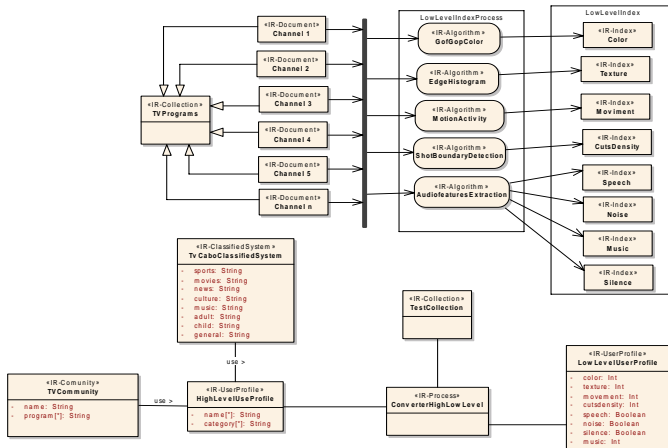 «IR-Document»
Channel 1
«IR-Document»
Channel 2
«IR-Document»
Channel 3
«IR-Document»
Channel 4
«IR-Document»
Channel 5
«IR-Document»
Channel n
«IR-Collection»
TVPrograms
LowLevelIndexProcess
«IR-Algorithm»
GofGopColor
«IR-Algorithm»
EdgeHistogram
«IR-Algorithm»
MotionActivity
«IR-Algorithm»
ShotBoundaryDetection
«IR-Algorithm»
AudiofeaturesExtraction
LowLevelIndex
«IR-Index»
Color
«IR-Index»
Texture
«IR-Index»
Moviment
«IR-Index»
CutsDensity
«IR-Index»
Speech
«IR-Index»
Noise
«IR-Index»
Music
«IR-Index»
Silence
«IR-ClassifiedSystem»
TvCaboClassifiedSystem
- sports: String
- movies: String
- news: String
- culture: String
- music: String
- adult: String
- child: String
- general: String
use >
«IR-Comunity»
TVCommunity
- name: String
- program[*]: String
use >
«IR-UserProfile»
HighLevelUseProfile
- name[*]: String
- category[*]: String
«IR-Collection»
TestCollection
«IR-Process»
ConverterHighLowLevel
«IR-UserProfile»
LowLevelUserProfile
- color: Int
- texture: Int
- movement: Int
- cutsdensity: Int
- speech: Boolean
- noise: Boolean
- silence: Boolean
- music: Int